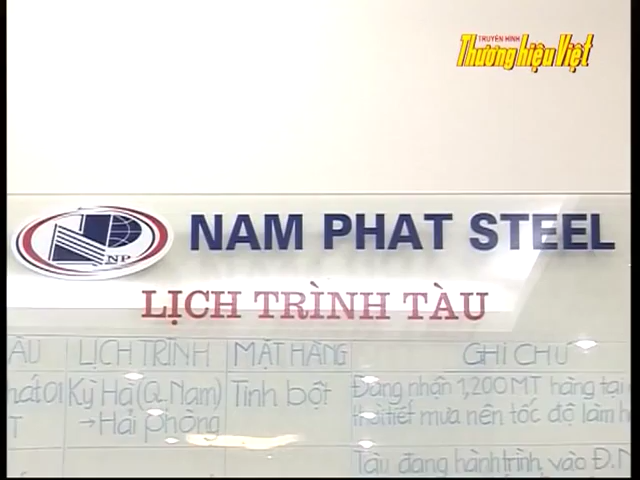 TRUYỀN HÌNH
Thương hiệu Việt
NP
NAM PHAT STEEL
LỊCH TRÌNH TÀU
LỊCH TRÌNH MẶT HÀNG GHI CHÚ
Kỳ Hà (Q. Nam) Tinh bột Đang nhận 1,200 MT hàng tại
→ Hải phòng thời tiết mưa nên tốc độ làm
Tàu đang hành trình vào Đ.N